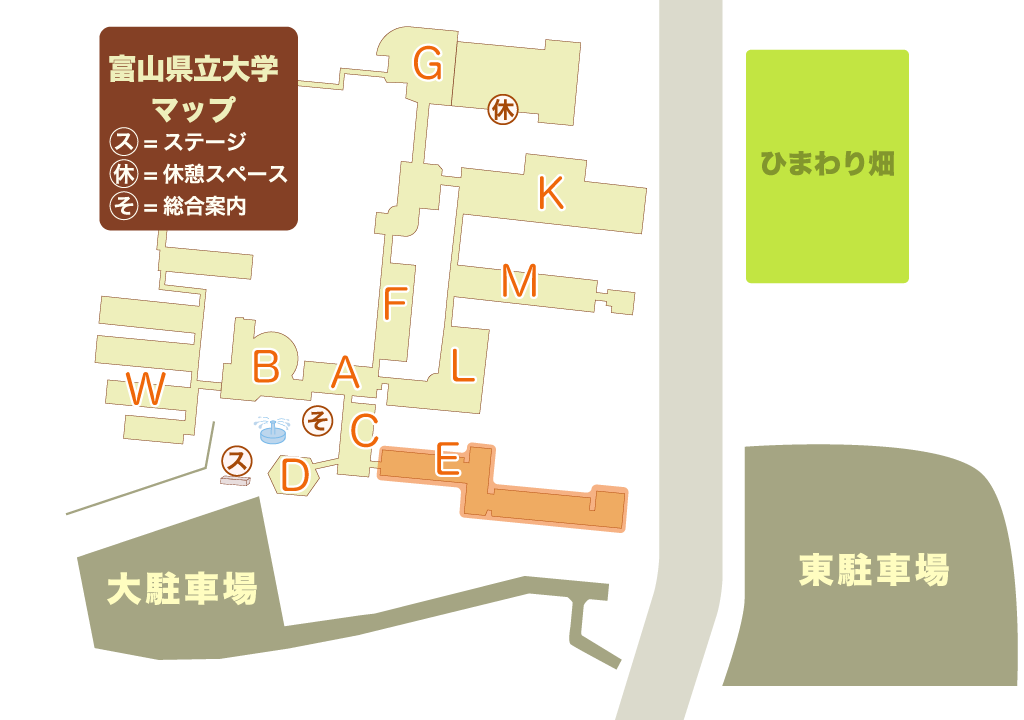 富山県立大学
マップ
ス = ステージ
休 = 休憩スペース
そ = 総合案内
G
休
K
ひまわり畑
M
F
B
A
L
W
そ
C
ス
D
E
大駐車場
東駐車場